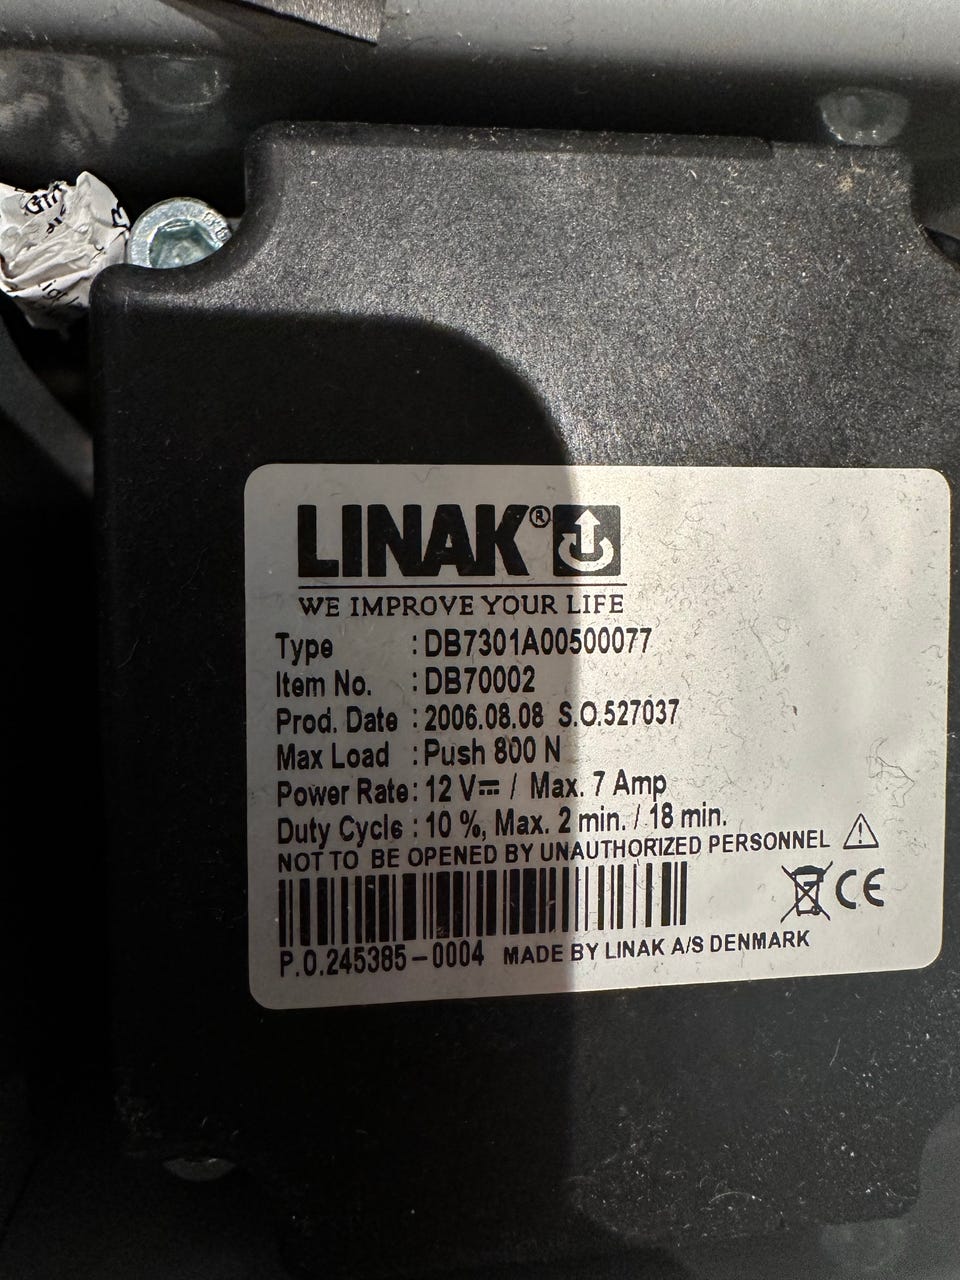 LINAK®
WE IMPROVE YOUR LIFE
Type : DB7301A00500077
Item No. : DB70002
Prod. Date : 2006.08.08 S.O.527037
Max Load : Push 800 N
Power Rate: 12 V⎓ / Max. 7 Amp
Duty Cycle : 10 %, Max. 2 min. / 18 min.
NOT TO BE OPENED BY UNAUTHORIZED PERSONNEL
CE
P.O.245385-0004 MADE BY LINAK A/S DENMARK